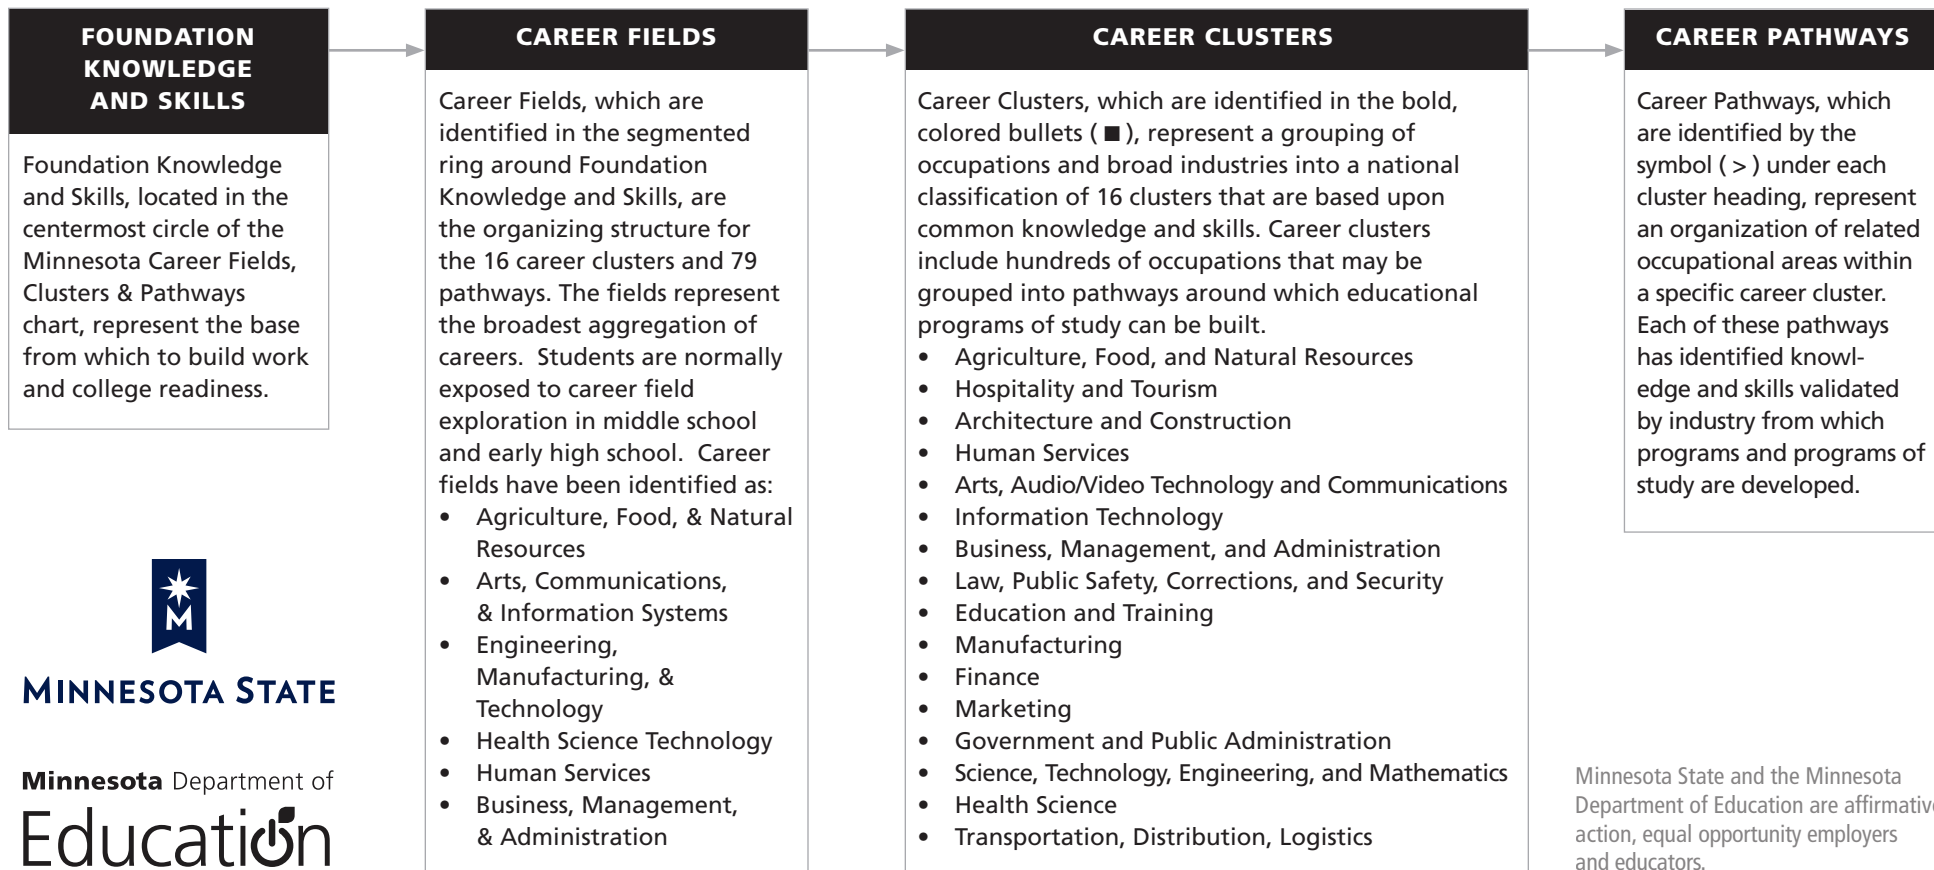 FOUNDATION
KNOWLEDGE
AND SKILLS
Foundation Knowledge
and Skills, located in the
centermost circle of the
Minnesota Career Fields,
Clusters & Pathways
chart, represent the base
from which to build work
and college readiness.
MINNESOTA STATE
Minnesota Department of
Education
CAREER FIELDS
Career Fields, which are
identified in the segmented
ring around Foundation
Knowledge and Skills, are
the organizing structure for
the 16 career clusters and 79
pathways. The fields represent
the broadest aggregation of
careers.  Students are normally
exposed to career field
exploration in middle school
and early high school.  Career
fields have been identified as:
• Agriculture, Food, & Natural
Resources
• Arts, Communications,
& Information Systems
• Engineering,
Manufacturing, &
Technology
• Health Science Technology
• Human Services
• Business, Management,
& Administration
CAREER CLUSTERS
Career Clusters, which are identified in the bold,
colored bullets ( ■ ), represent a grouping of
occupations and broad industries into a national
classification of 16 clusters that are based upon
common knowledge and skills. Career clusters
include hundreds of occupations that may be
grouped into pathways around which educational
programs of study can be built.
• Agriculture, Food, and Natural Resources
• Hospitality and Tourism
• Architecture and Construction
• Human Services
• Arts, Audio/Video Technology and Communications
• Information Technology
• Business, Management, and Administration
• Law, Public Safety, Corrections, and Security
• Education and Training
• Manufacturing
• Finance
• Marketing
• Government and Public Administration
• Science, Technology, Engineering, and Mathematics
• Health Science
• Transportation, Distribution, Logistics
CAREER PATHWAYS
Career Pathways, which
are identified by the
symbol ( > ) under each
cluster heading, represent
an organization of related
occupational areas within
a specific career cluster.
Each of these pathways
has identified knowl-
edge and skills validated
by industry from which
programs and programs of
study are developed.
Minnesota State and the Minnesota
Department of Education are affirmative
action, equal opportunity employers
and educators.